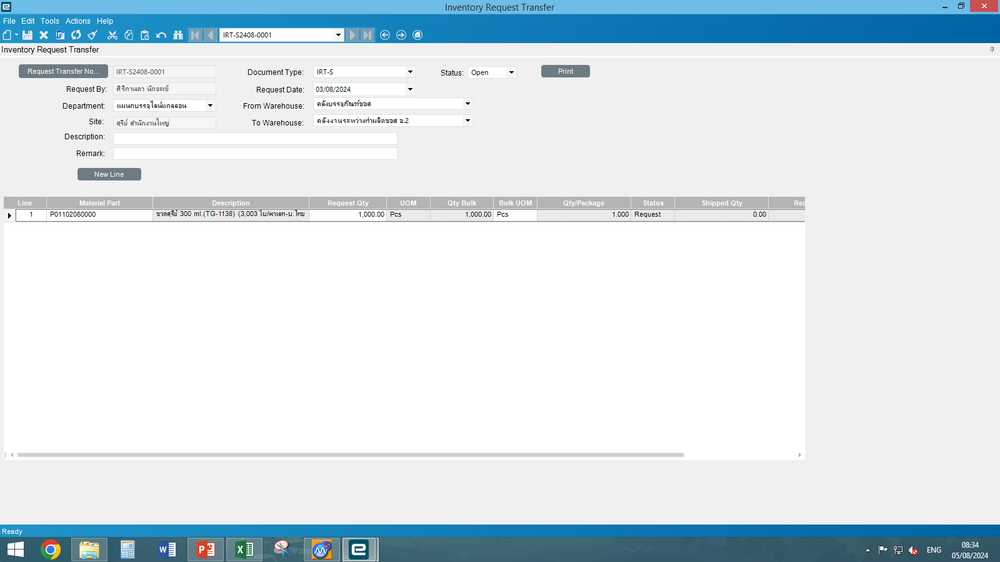 Inventory Request Transfer
File Edit Tools Actions Help
IRT-S2408-0001
Inventory Request Transfer
Request Transfer No... IRT-S2408-0001 Document Type: IRT-S Status: Open Print
Request By: ศิริกานดา นักจะเข้ Request Date: 03/08/2024
Department: แผนกบรรจุไลน์แกลลอน From Warehouse: คลังบรรจุภัณฑ์ซอส
Site: สุรีย์ สำนักงานใหญ่ To Warehouse: คลังงานระหว่างทำผลิตซอส อ.2
Description:
Remark:
New Line
Line Material Part Description Request Qty UOM Qty Bulk Bulk UOM Qty/Package Status Shipped Qty Rec
1 P01102060000 ขวดสุรีย์ 300 ml.(TG-1138) (3,003 ใบ/พาเลท-บ.ไทย 1,000.00 Pcs 1,000.00 Pcs 1.000 Request 0.00
Ready
ENG
08:34
05/08/2024